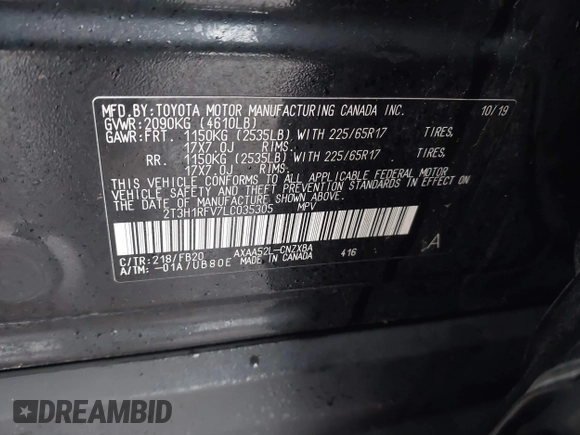 MFD.BY:TOYOTA MOTOR MANUFACTURING CANADA INC. 10/19
GVWR:2090KG (4610LB)
GAWR:FRT. 1150KG (2535LB) WITH 225/65R17 TIRES,
17X7.0J RIMS.
RR. 1150KG (2535LB) WITH 225/65R17 TIRES,
17X7.0J RIMS.
THIS VEHICLE CONFORMS TO ALL APPLICABLE FEDERAL MOTOR
VEHICLE SAFETY AND THEFT PREVENTION STANDARDS IN EFFECT ON
THE DATE OF MANUFACTURE SHOWN ABOVE.
2T3H1RFV7LC035305 MPV
C/TR:218/FB20 AXAA52L-CNZXBA 416 A
A/TM: -01A/UB80E MADE IN CANADA
DREAMBID